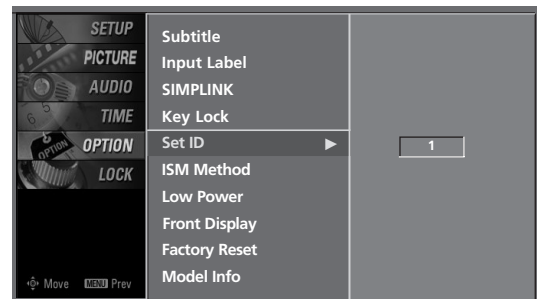 SETUP
PICTURE
AUDIO
TIME
OPTION
LOCK
Move MENU Prev
Subtitle
Input Label
SIMPLINK
Key Lock
Set ID ▶
ISM Method
Low Power
Front Display
Factory Reset
Model Info
1